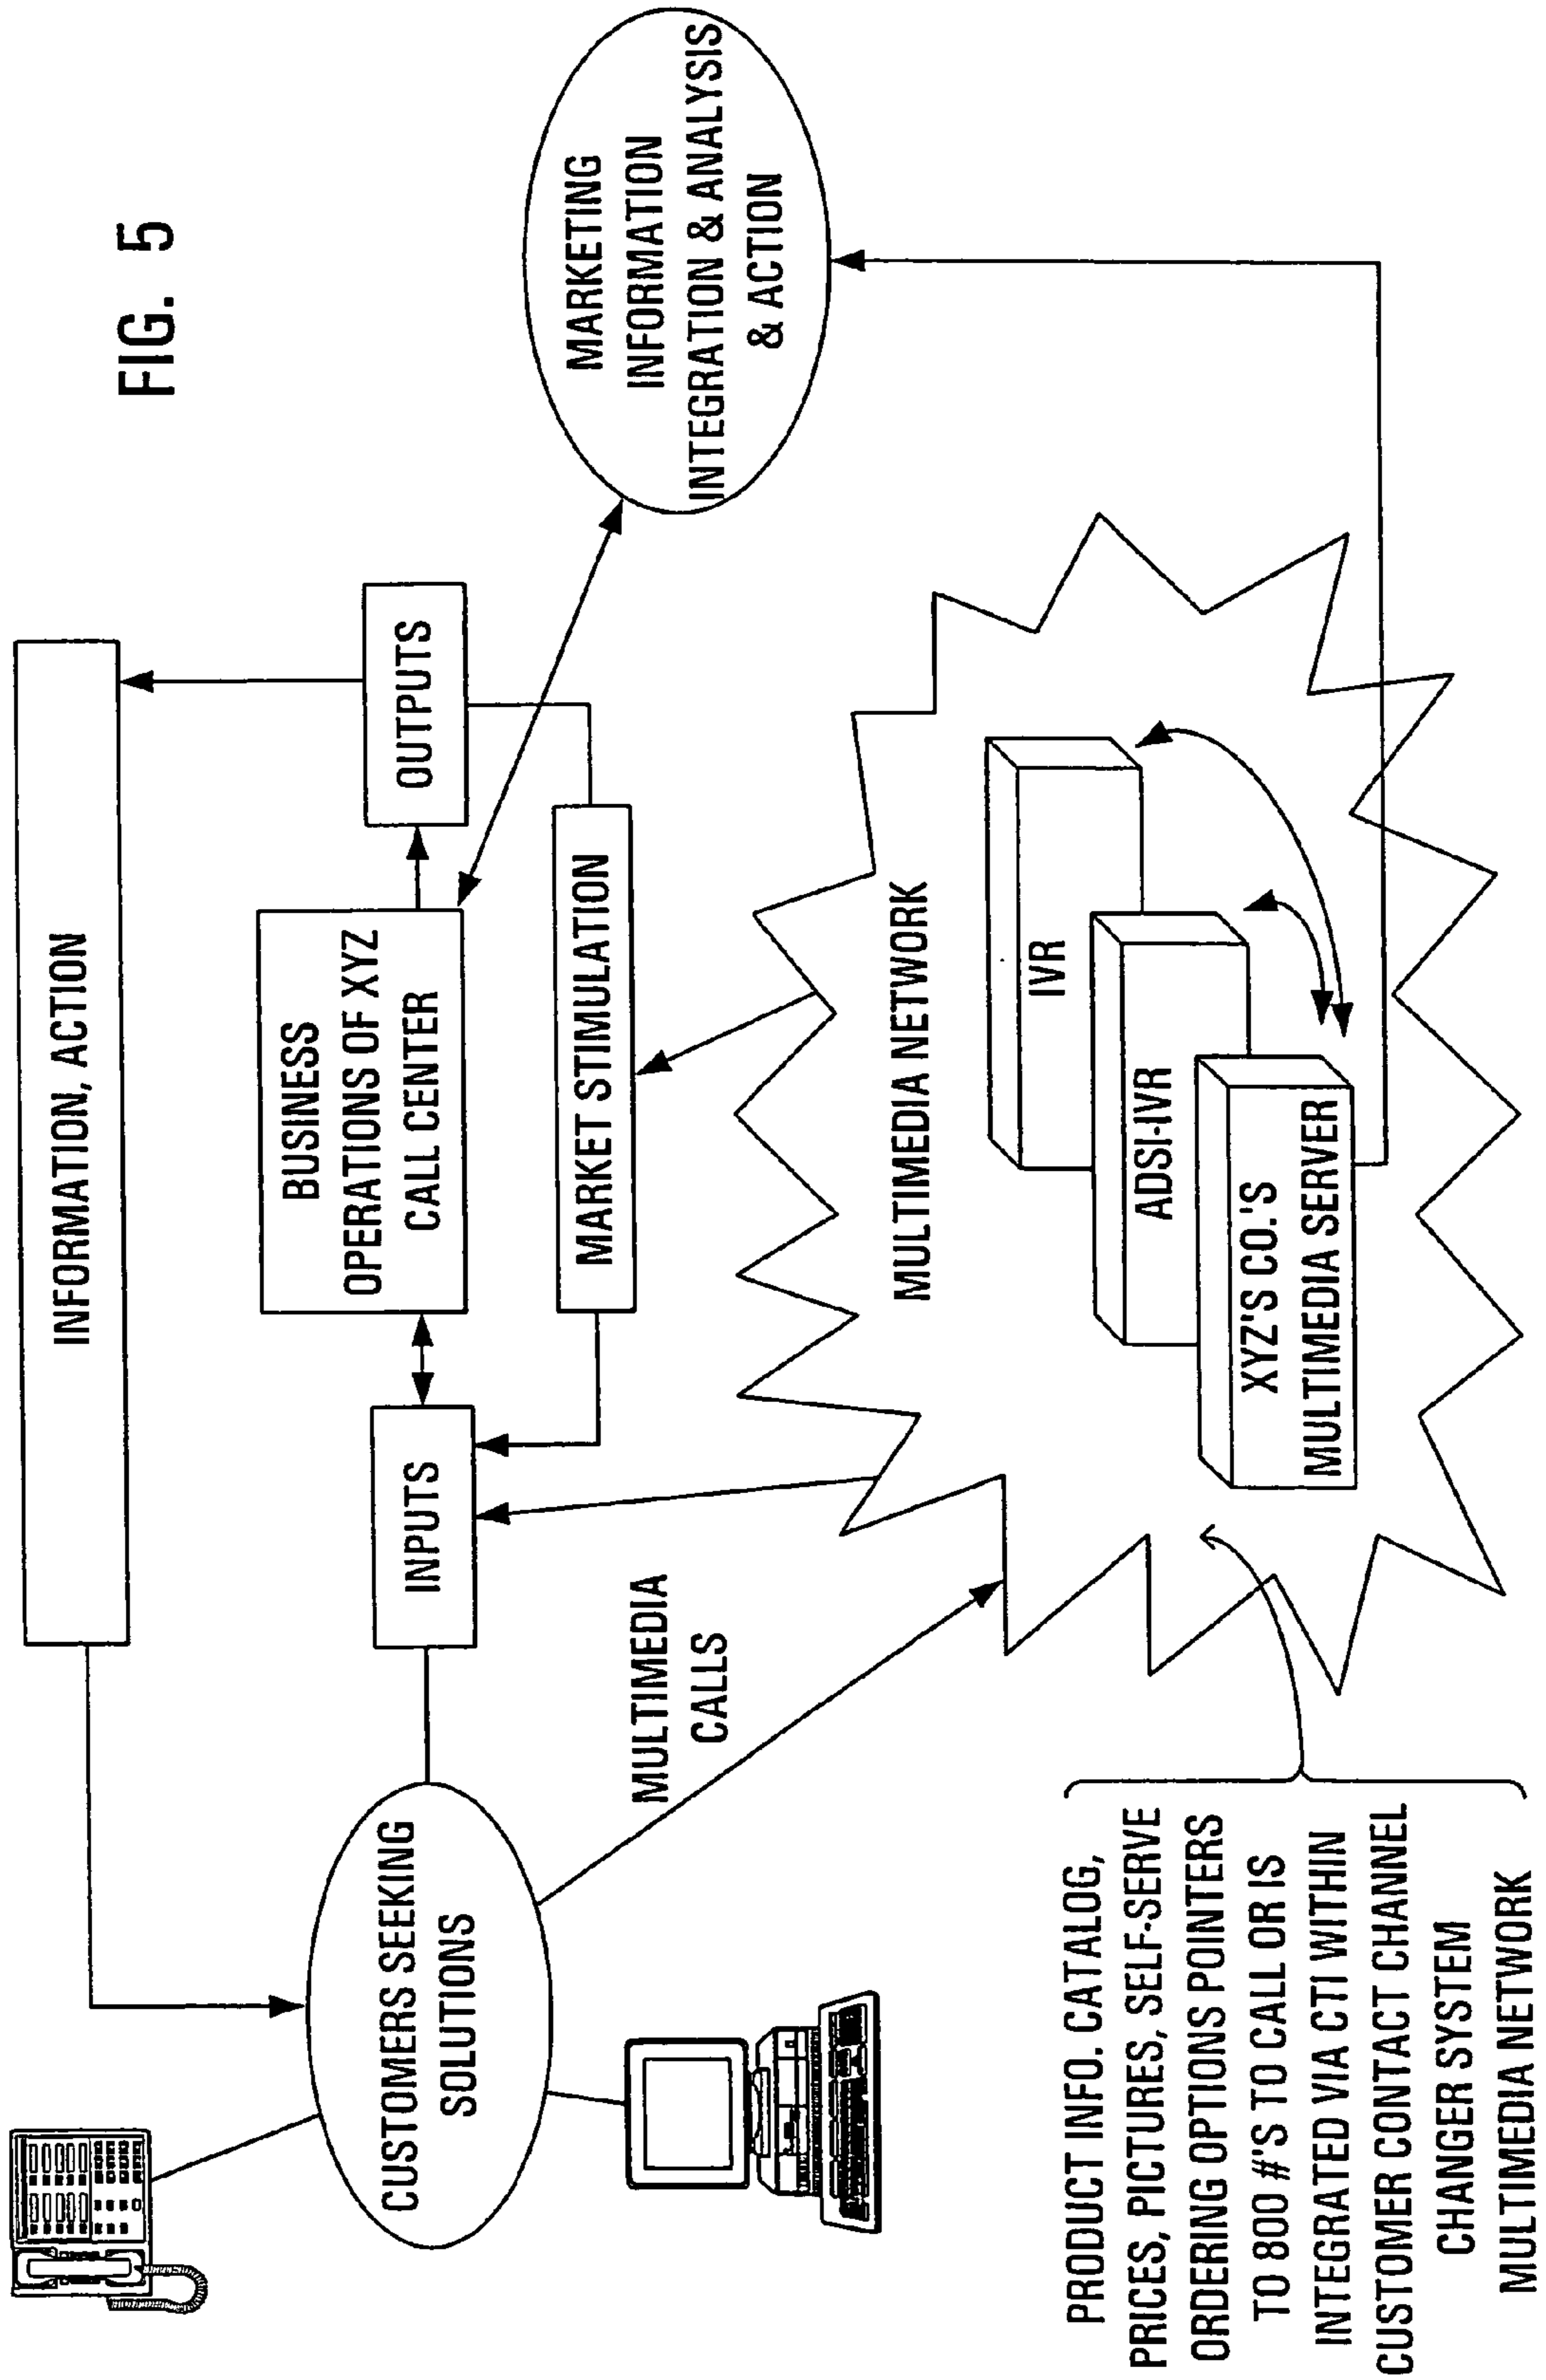 FIG. 5
INFORMATION, ACTION
BUSINESS
OPERATIONS OF XYZ
CALL CENTER
OUTPUTS
INPUTS
MARKET STIMULATION
MARKETING
INFORMATION
INTEGRATION & ANALYSIS
& ACTION
CUSTOMERS SEEKING
SOLUTIONS
MULTIMEDIA
CALLS
MULTIMEDIA NETWORK
IVR
ADSI-IVR
XYZ'S CO.'S
MULTIMEDIA SERVER
PRODUCT INFO. CATALOG,
PRICES, PICTURES, SELF-SERVE
ORDERING OPTIONS POINTERS
TO 800 #'S TO CALL OR IS
INTEGRATED VIA CTI WITHIN
CUSTOMER CONTACT CHANNEL
CHANGER SYSTEM
MULTIMEDIA NETWORK